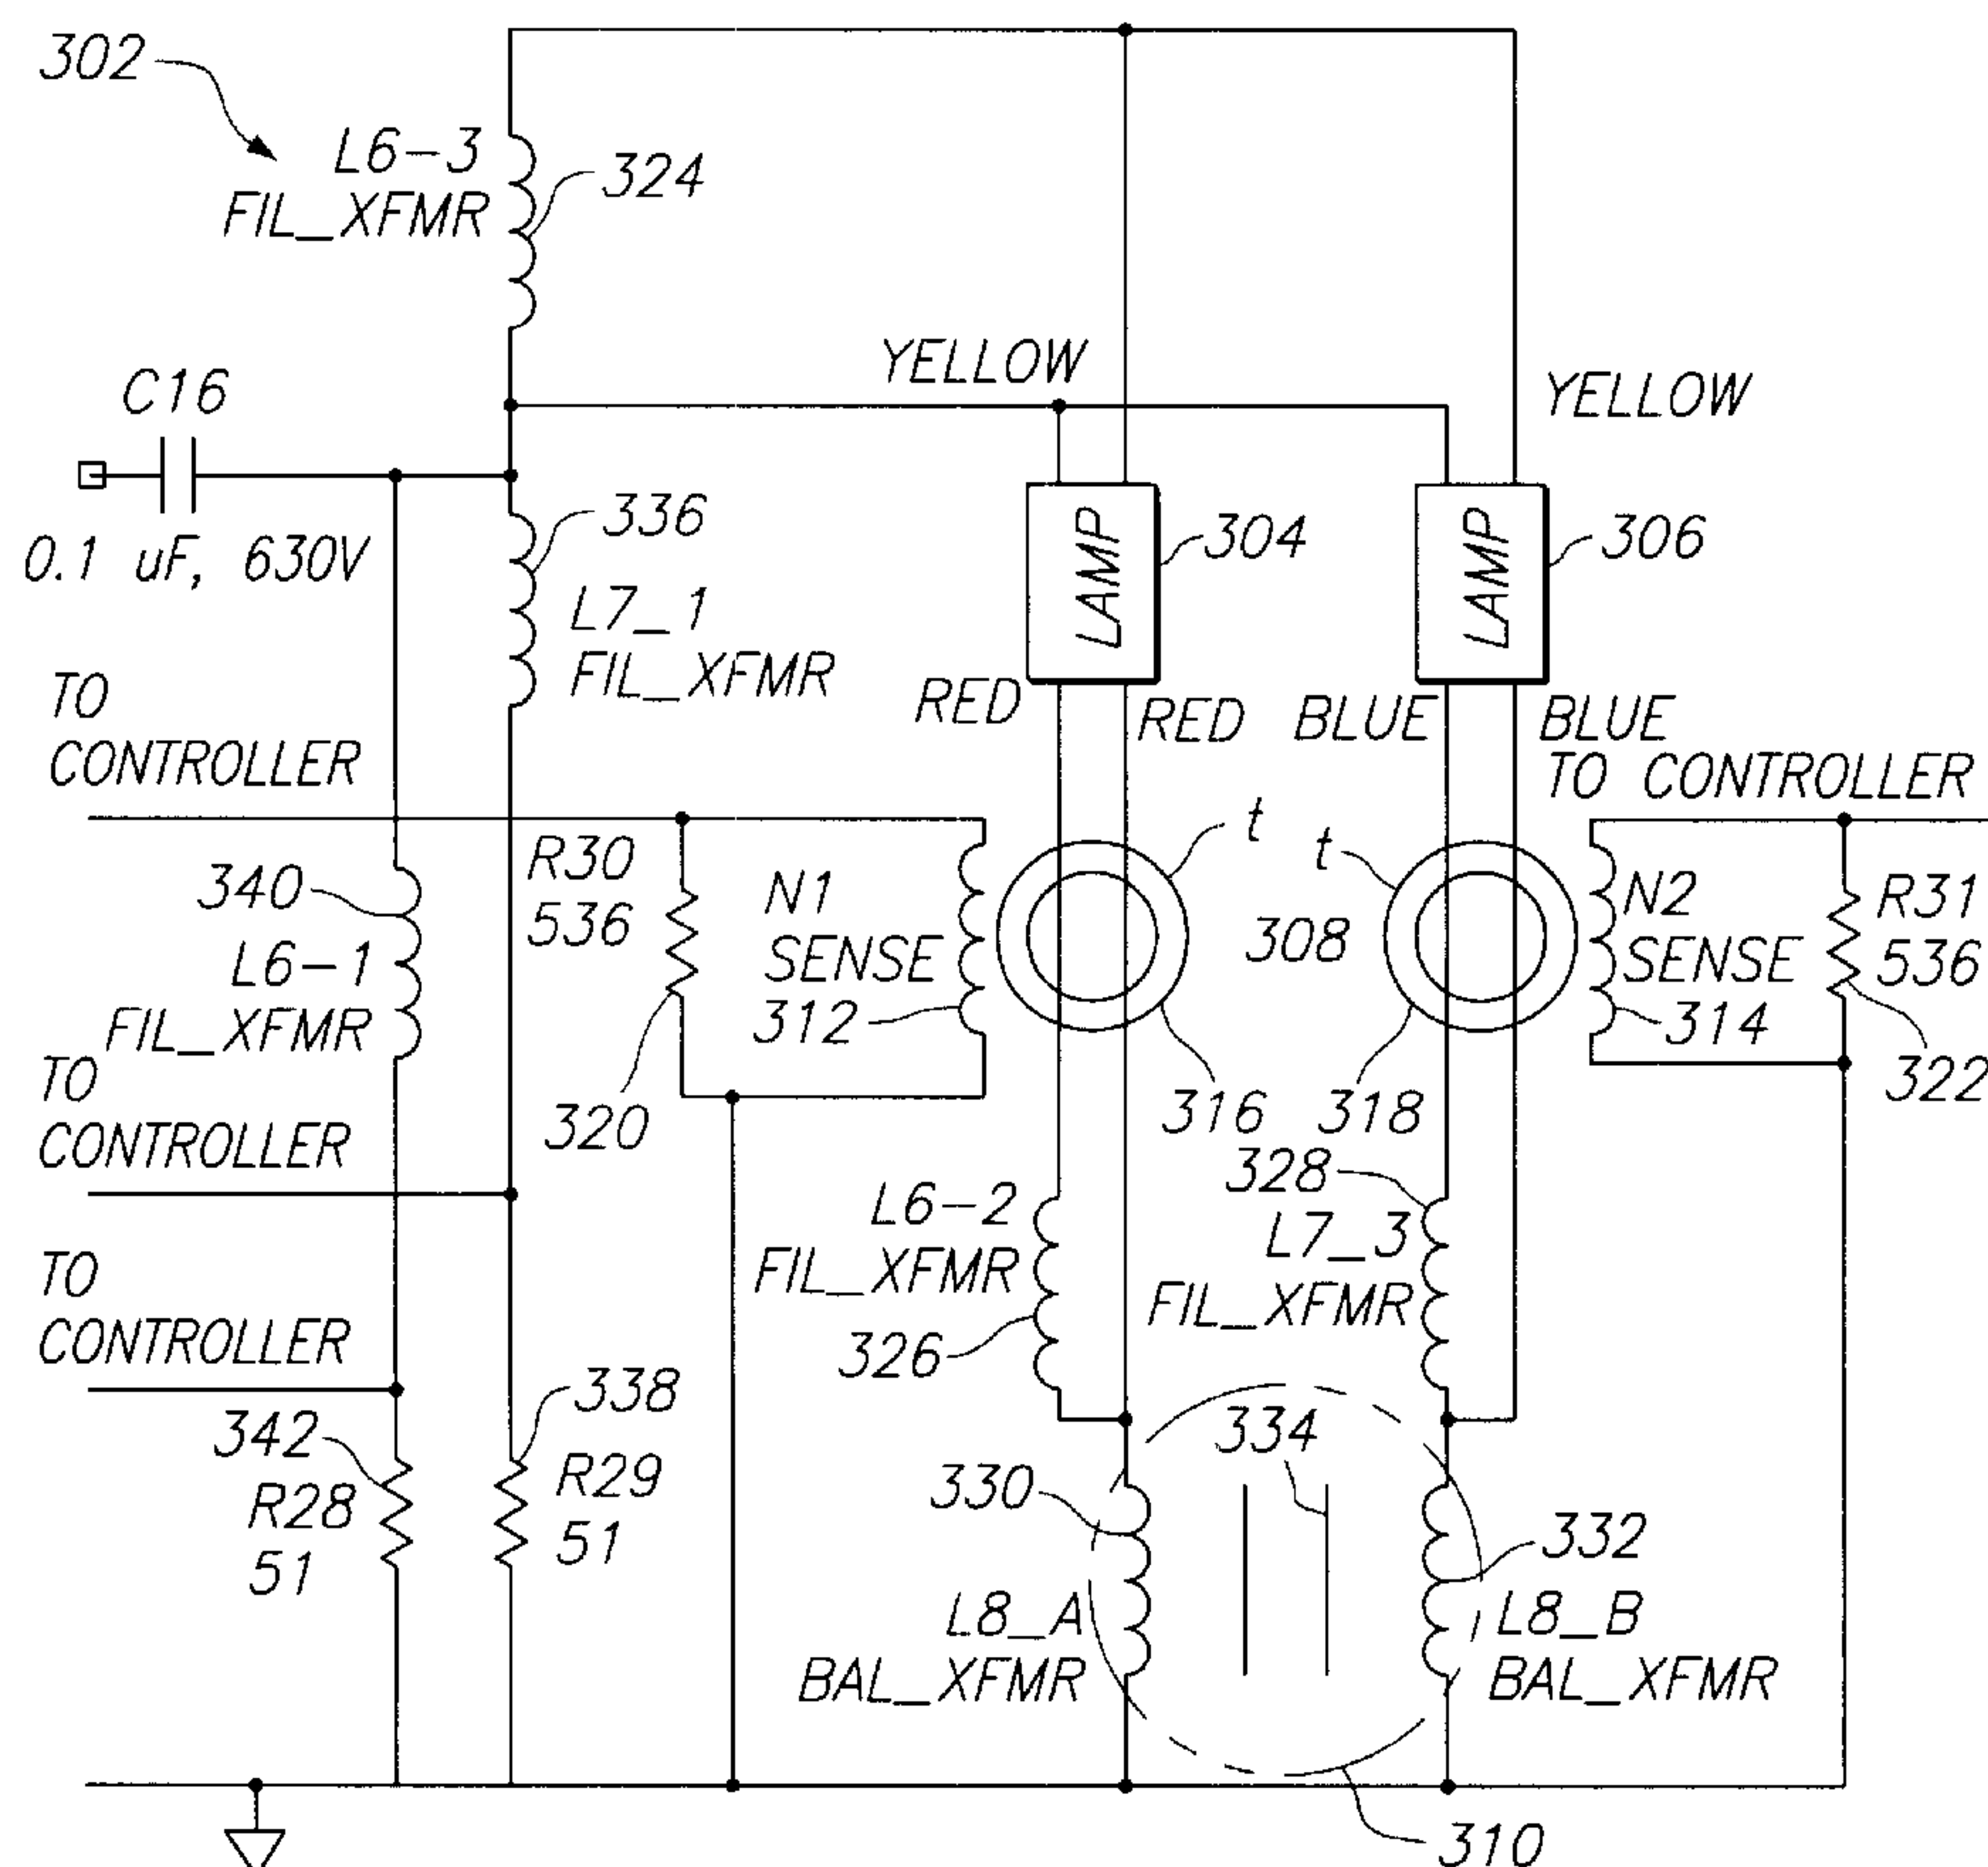 302
L6-3
FIL_XFMR
324
YELLOW
YELLOW
C16
0.1 uF, 630V
336
L7_1
FIL_XFMR
LAMP
304
LAMP
306
RED
RED
BLUE
BLUE
TO
CONTROLLER
TO CONTROLLER
340
L6-1
FIL_XFMR
R30
536
320
N1
SENSE
312
t
t
308
316
318
N2
SENSE
314
R31
536
322
TO
CONTROLLER
L6-2
FIL_XFMR
326
328
L7_3
FIL_XFMR
TO
CONTROLLER
342
R28
51
338
R29
51
334
330
L8_A
BAL_XFMR
332
L8_B
BAL_XFMR
310